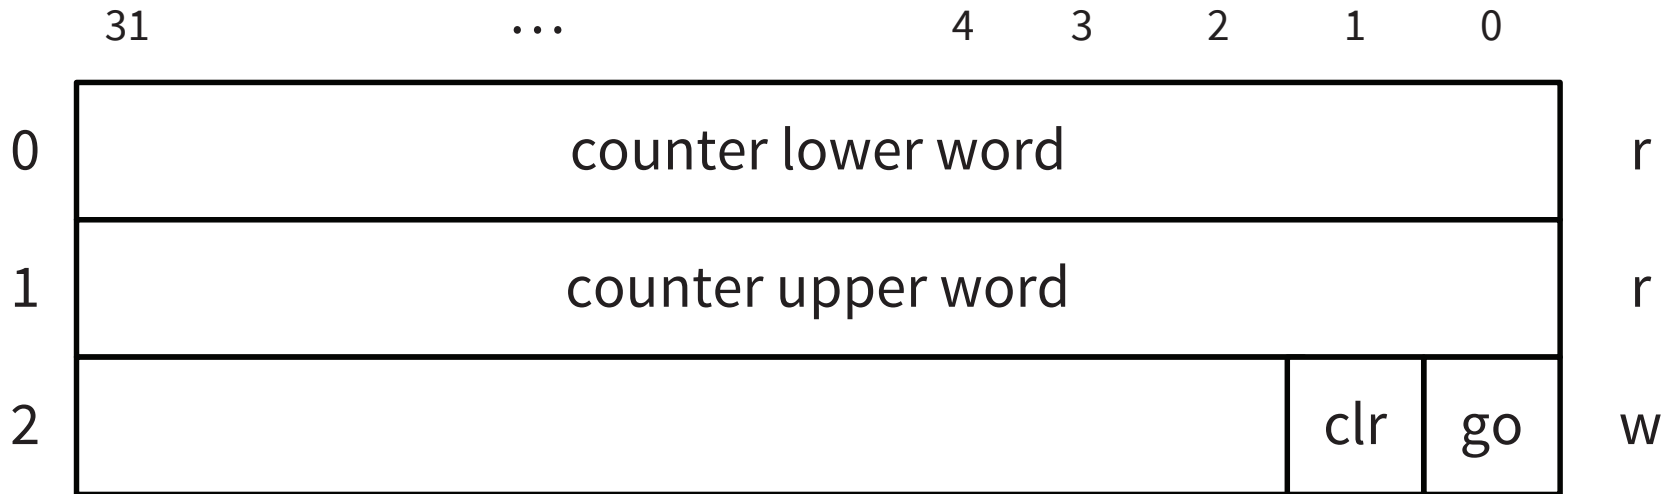 31 ... 4 3 2 1 0
0 counter lower word r
1 counter upper word r
2 clr go w